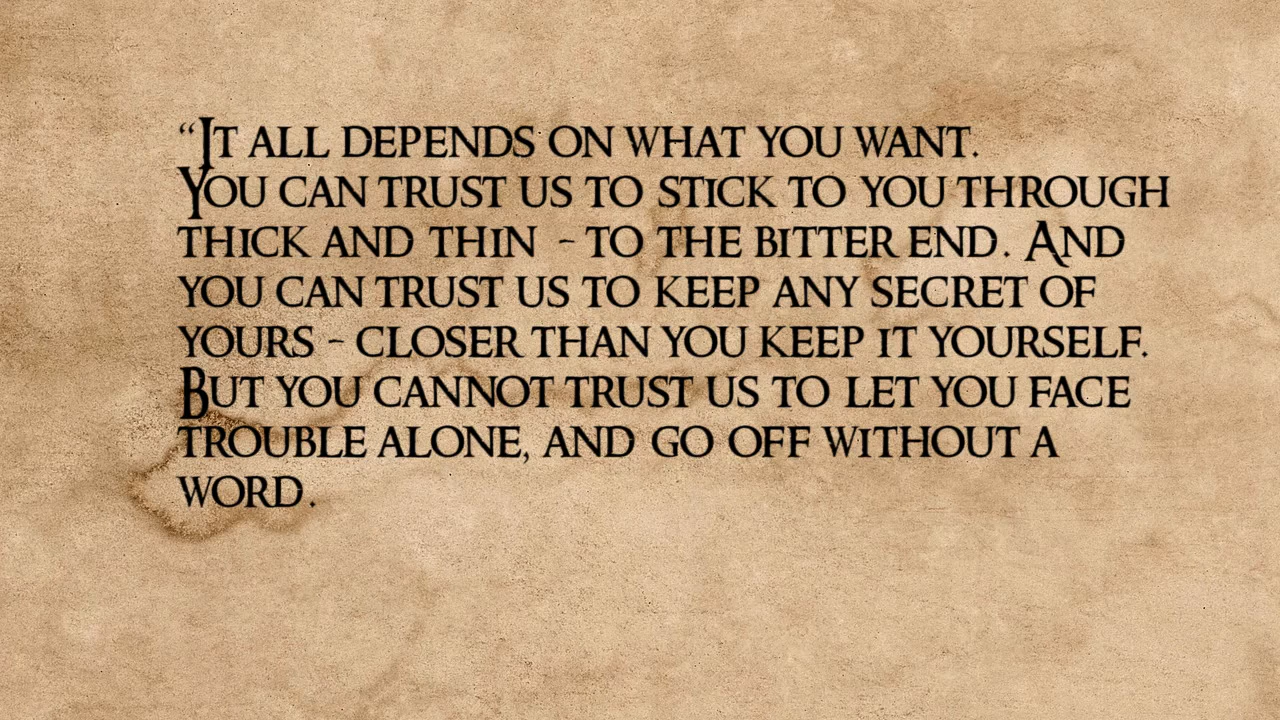 “It all depends on what you want.
You can trust us to stick to you through
thick and thin - to the bitter end. And
you can trust us to keep any secret of
yours - closer than you keep it yourself.
But you cannot trust us to let you face
trouble alone, and go off without a
word.